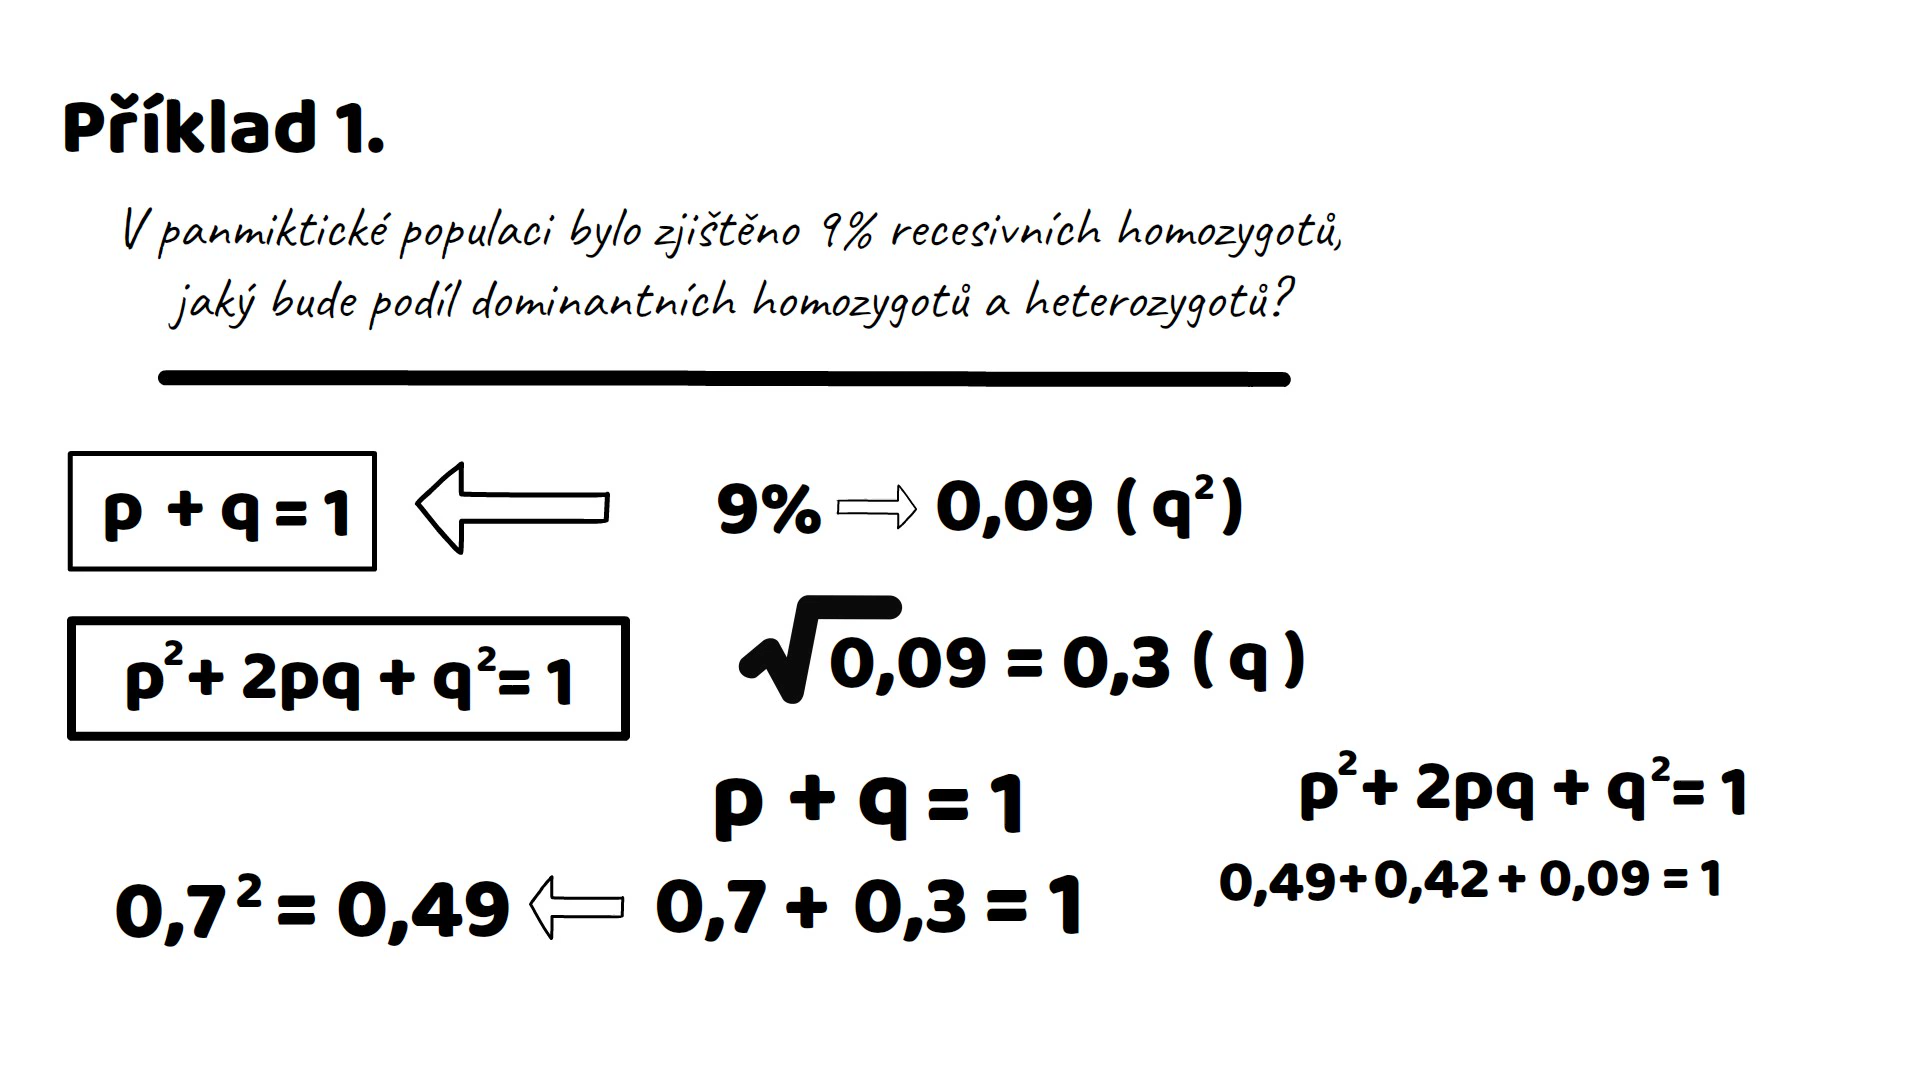 Příklad 1.
V panmiktické populaci bylo zjištěno 9% recesivních homozygotů,
jaký bude podíl dominantních homozygotů a heterozygotů?
p + q = 1
9% ⇨ 0,09 ( q² )
p² + 2pq + q² = 1
√0,09 = 0,3 ( q )
p + q = 1
0,7 + 0,3 = 1
0,7² = 0,49
p² + 2pq + q² = 1
0,49 + 0,42 + 0,09 = 1